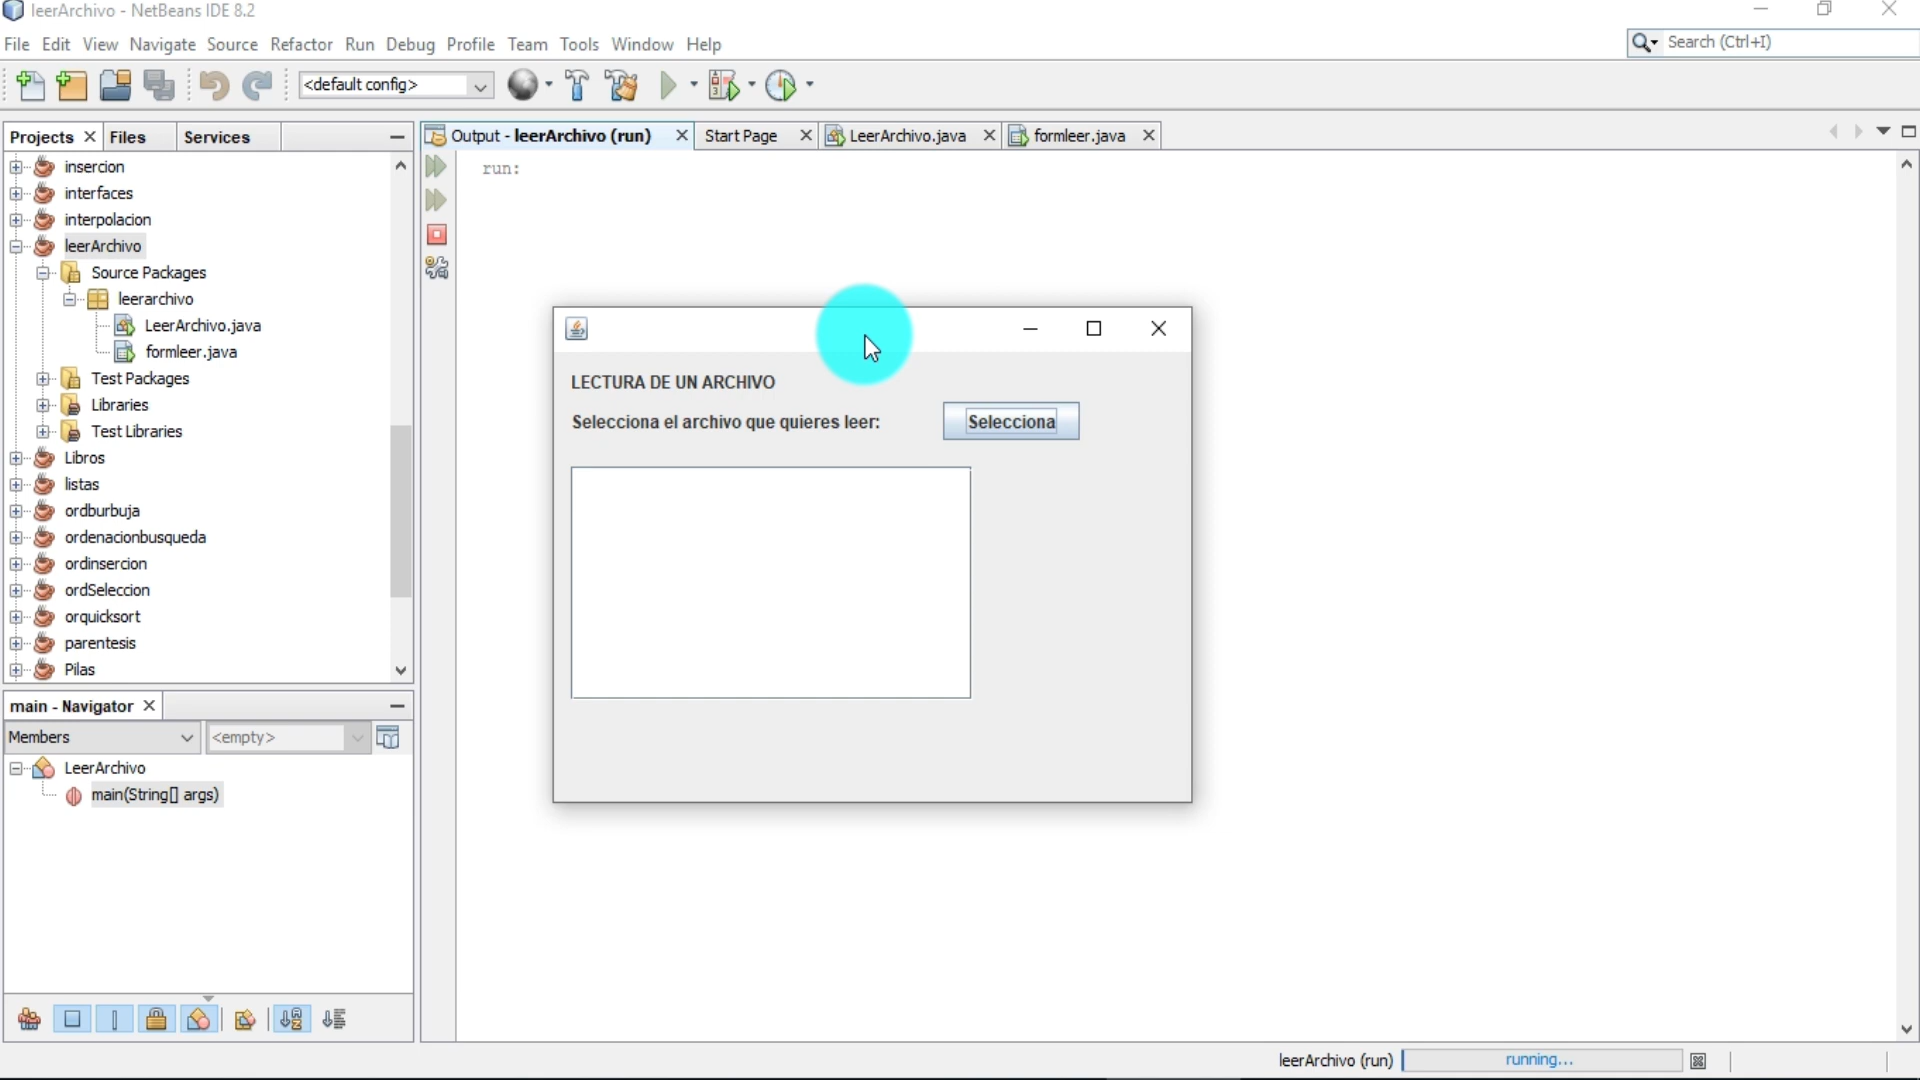 leerArchivo - NetBeans IDE 8.2
File Edit View Navigate Source Refactor Run Debug Profile Team Tools Window Help
Search (Ctrl+I)
<default config>
Projects Files Services
Output - leerArchivo (run) Start Page LeerArchivo.java formleer.java
insercion
interfaces
interpolacion
leerArchivo
Source Packages
leerarchivo
LeerArchivo.java
formleer.java
Test Packages
Libraries
Test Libraries
Libros
listas
ordburbuja
ordenacionbusqueda
ordinsercion
ordSeleccion
orquicksort
parentesis
Pilas
run:
LECTURA DE UN ARCHIVO
Selecciona el archivo que quieres leer: Selecciona
main - Navigator
Members <empty>
LeerArchivo
main(String[] args)
leerArchivo (run) running...